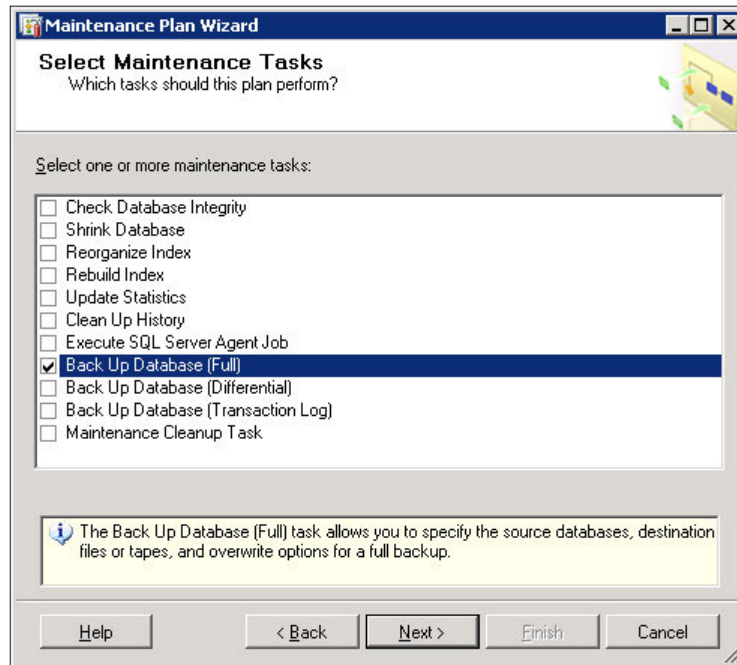 Maintenance Plan Wizard
Select Maintenance Tasks
Which tasks should this plan perform?
Select one or more maintenance tasks:
Check Database Integrity
Shrink Database
Reorganize Index
Rebuild Index
Update Statistics
Clean Up History
Execute SQL Server Agent Job
Back Up Database (Full)
Back Up Database (Differential)
Back Up Database (Transaction Log)
Maintenance Cleanup Task
The Back Up Database (Full) task allows you to specify the source databases, destination
files or tapes, and overwrite options for a full backup.
Help < Back Next > Finish Cancel